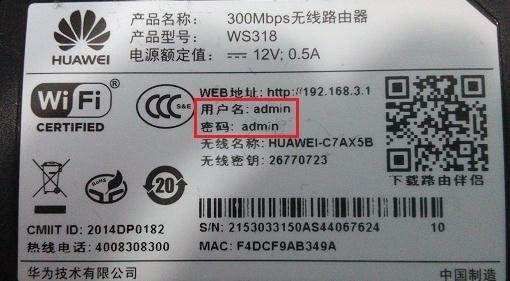 HUAWEI
产品名称: 300Mbps无线路由器
产品型号: WS318
电源额定值: 12V; 0.5A
Wi Fi
CERTIFIED
CCC
S&E
WEB地址: http://192.168.3.1
用户名: admin
密码: admin
无线名称: HUAWEI-C7AX5B
无线密钥: 26770723
下载路由伴侣
20
CMIIT ID: 2014DP0182
热线电话: 4008308300
华为技术有限公司
S/N: 2153033150AS44067624 10
MAC: F4DCF9AB349A
中国制造